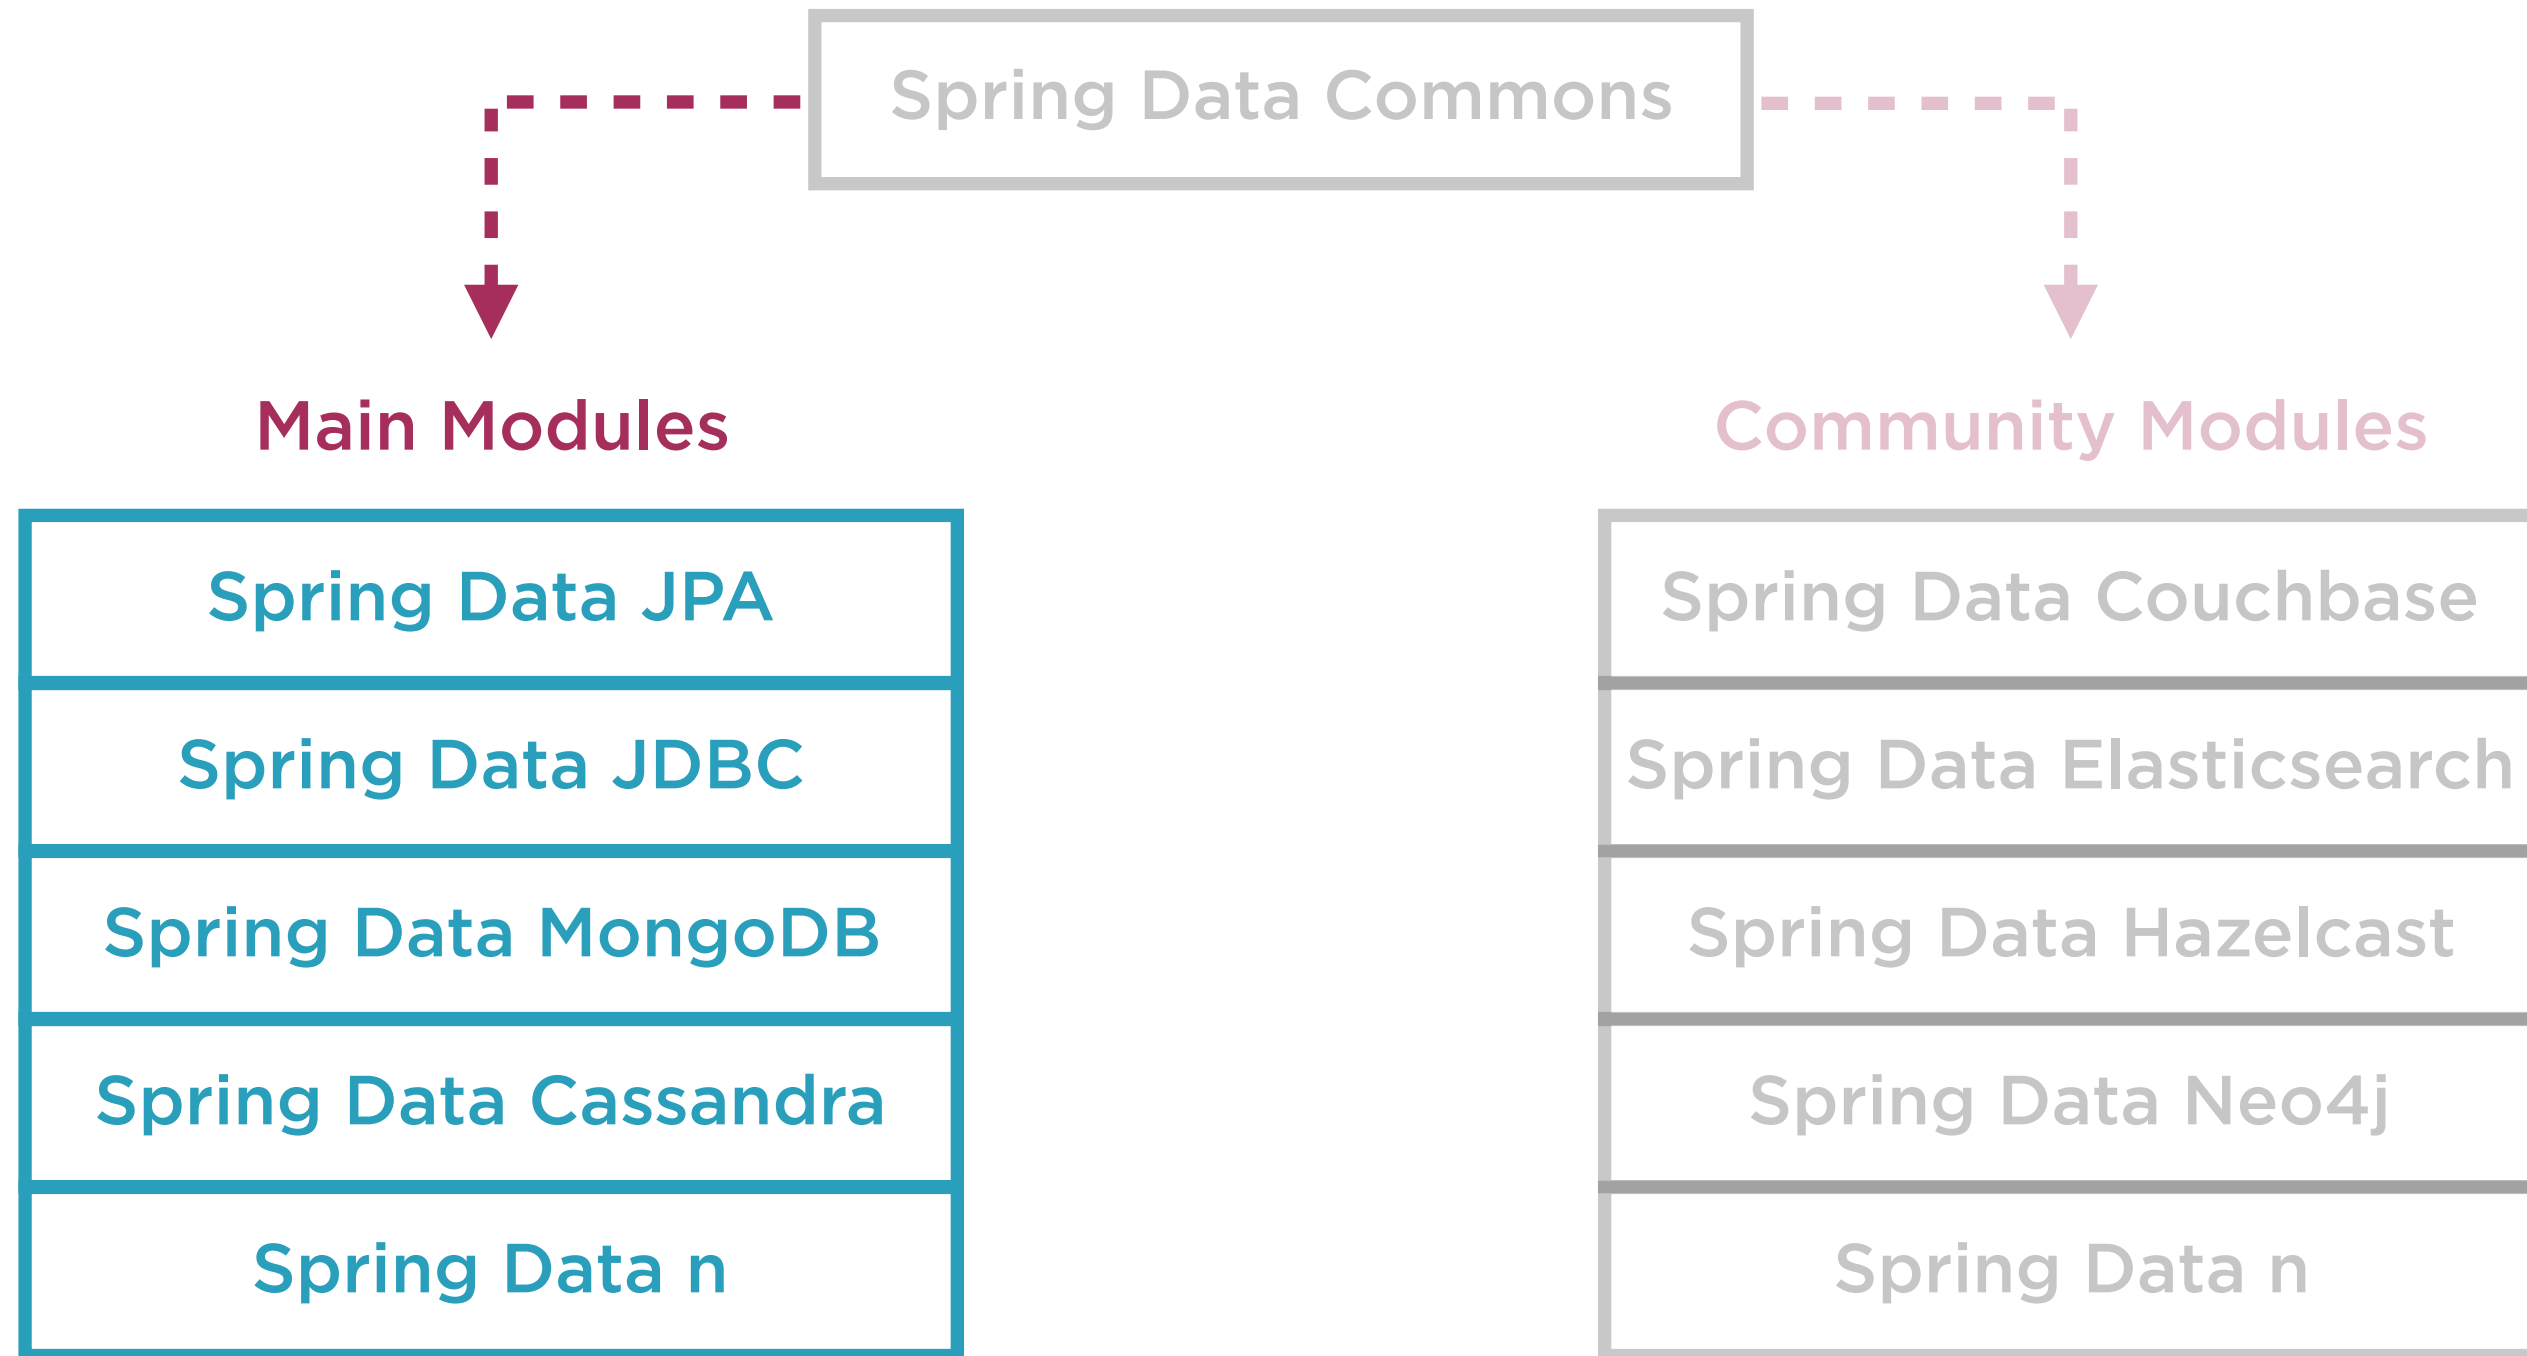 Spring Data Commons
Main Modules
Spring Data JPA
Spring Data JDBC
Spring Data MongoDB
Spring Data Cassandra
Spring Data n
Community Modules
Spring Data Couchbase
Spring Data Elasticsearch
Spring Data Hazelcast
Spring Data Neo4j
Spring Data n